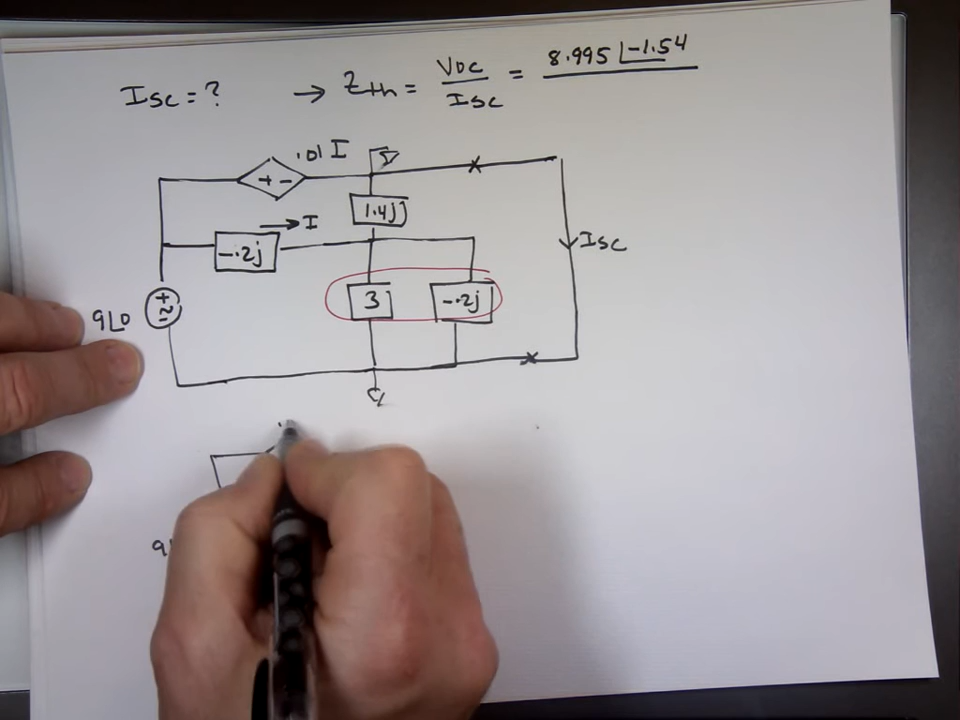 Isc = ? → Zth = Voc / Isc = 8.995 ∠-1.54
.01 I
+ -
1.4j
→ I
-.2j
Isc
3
-.2j
9∠0
+ ~ -